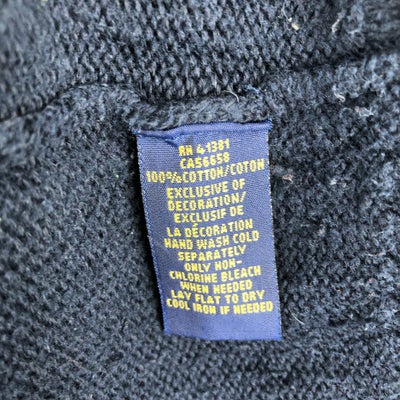 RN 41381
CA56658
100% COTTON/COTON
EXCLUSIVE OF
DECORATION/
EXCLUSIF DE
LA DÉCORATION
HAND WASH COLD
SEPARATELY
ONLY NON-
CHLORINE BLEACH
WHEN NEEDED
LAY FLAT TO DRY
COOL IRON IF NEEDED